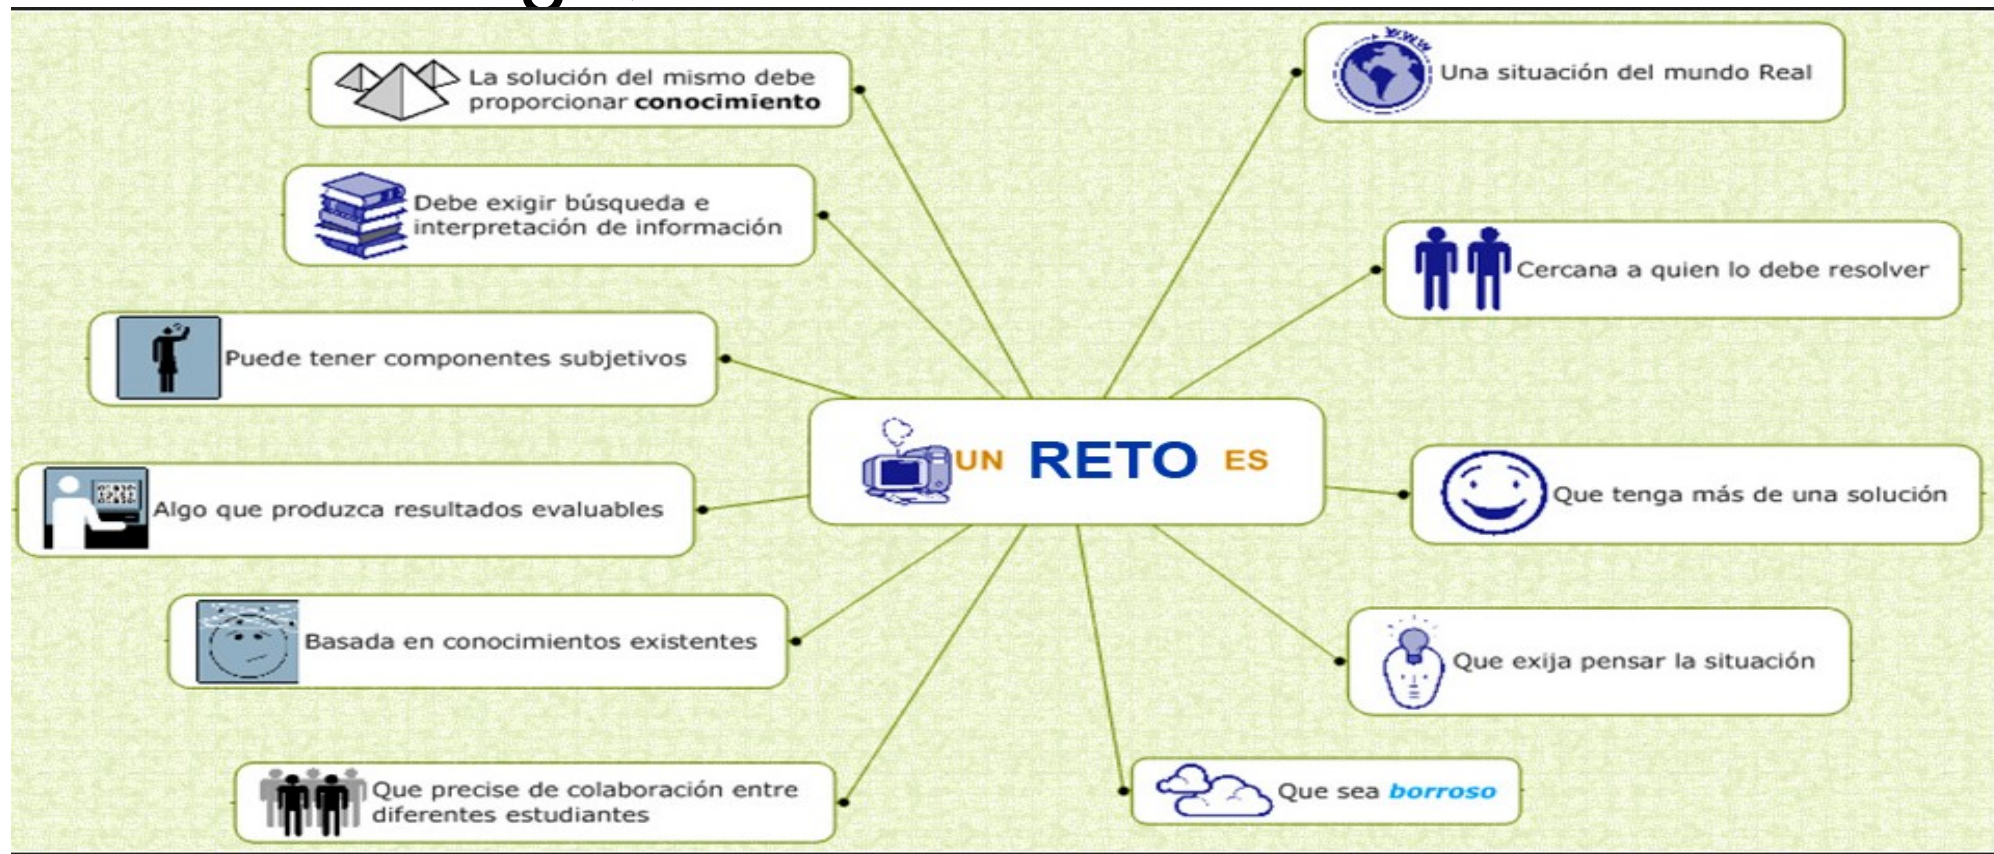 UN RETO ES
Una situación del mundo Real
Cercana a quien lo debe resolver
Que tenga más de una solución
Que exija pensar la situación
Que sea borroso
Que precise de colaboración entre
diferentes estudiantes
Basada en conocimientos existentes
Algo que produzca resultados evaluables
Puede tener componentes subjetivos
Debe exigir búsqueda e
interpretación de información
La solución del mismo debe
proporcionar conocimiento
WWW